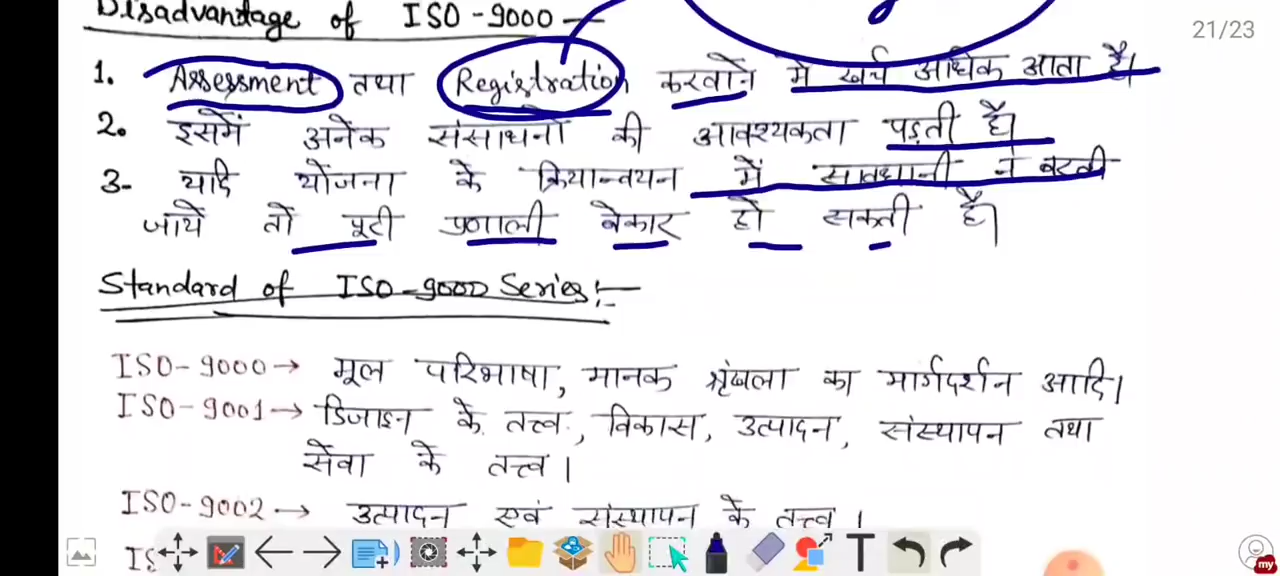 Disadvantage of ISO-9000 —
21/23
1. Assessment तथा Registration करवाने में खर्च अधिक आता है।
2. इसमें अनेक संसाधनों की आवश्यकता पड़ती है।
3- यदि योजना के क्रियान्वयन में सावधानी न बरती
जाये तो पूरी प्रणाली बेकार हो सकती है।
Standard of ISO-9000 Series:—
ISO-9000→ मूल परिभाषा, मानक श्रृंखला का मार्गदर्शन आदि।
ISO-9001→ डिजाइन के तत्त्व, विकास, उत्पादन, संस्थापन तथा
सेवा के तत्त्व।
ISO-9002→ उत्पादन एवं संस्थापन के तत्त्व।
T
my